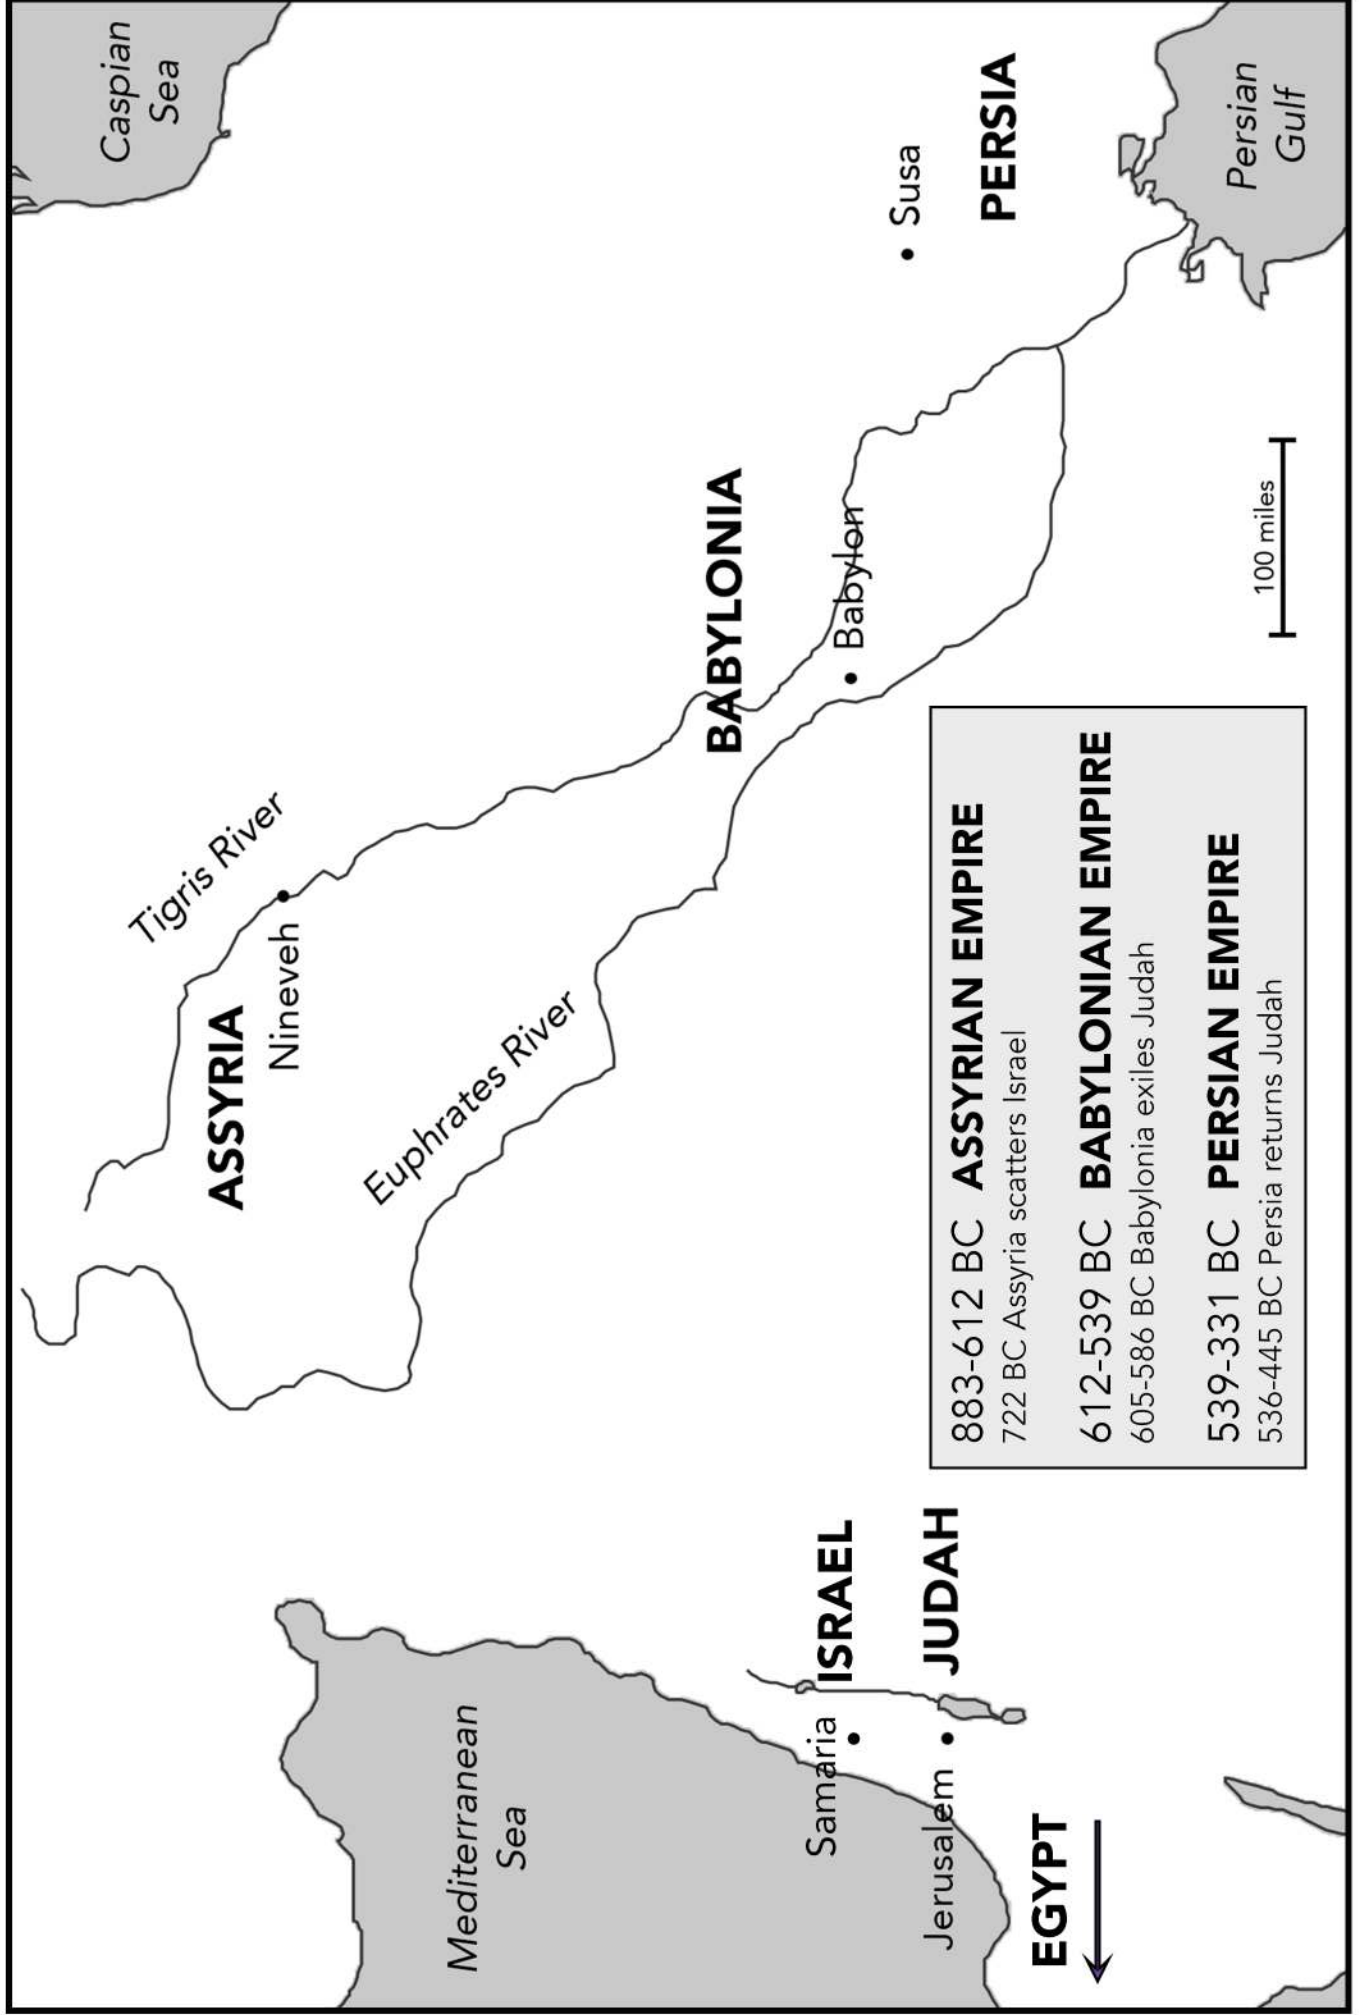 Caspian
Sea
Tigris River
ASSYRIA
Nineveh
Euphrates River
Mediterranean
Sea
BABYLONIA
Babylon
Susa
PERSIA
Persian
Gulf
Samaria
ISRAEL
Jerusalem
JUDAH
EGYPT
883-612 BC ASSYRIAN EMPIRE
722 BC Assyria scatters Israel
612-539 BC BABYLONIAN EMPIRE
605-586 BC Babylonia exiles Judah
539-331 BC PERSIAN EMPIRE
536-445 BC Persia returns Judah
100 miles